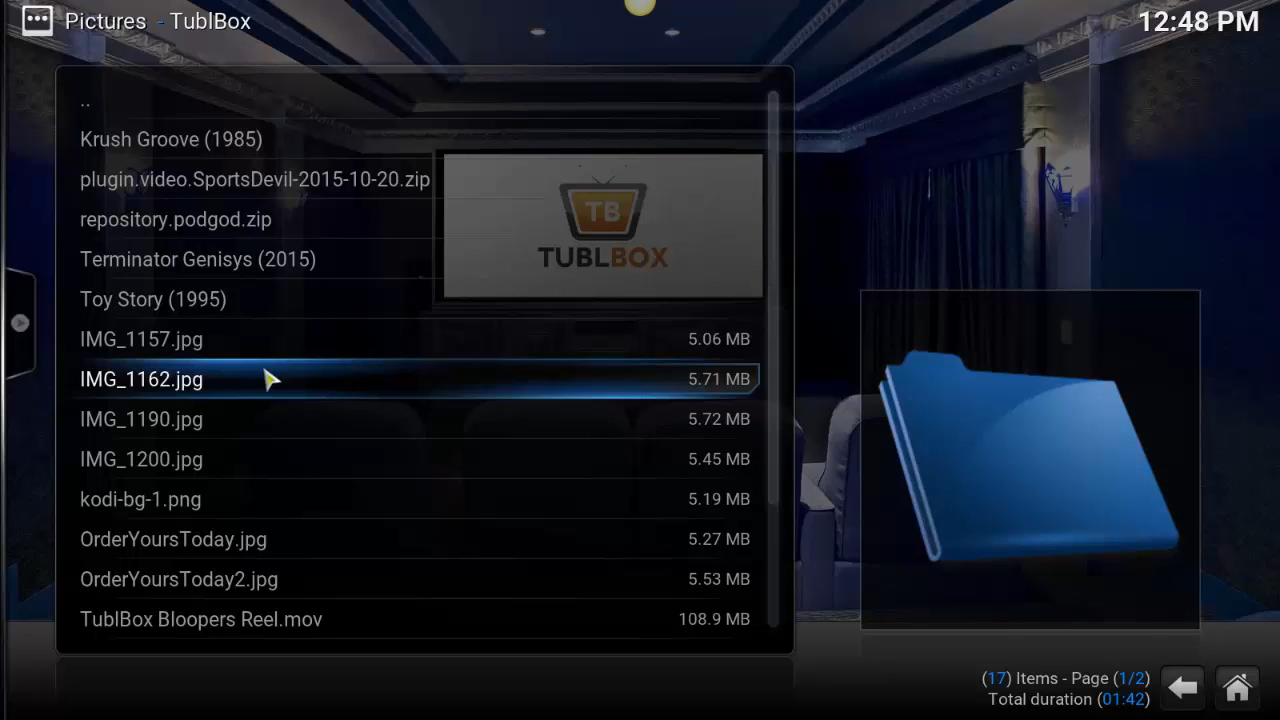 Pictures - TublBox
12:48 PM
..
Krush Groove (1985)
plugin.video.SportsDevil-2015-10-20.zip
repository.podgod.zip
Terminator Genisys (2015)
Toy Story (1995)
IMG_1157.jpg 5.06 MB
IMG_1162.jpg 5.71 MB
IMG_1190.jpg 5.72 MB
IMG_1200.jpg 5.45 MB
kodi-bg-1.png 5.19 MB
OrderYoursToday.jpg 5.27 MB
OrderYoursToday2.jpg 5.53 MB
TublBox Bloopers Reel.mov 108.9 MB
TB
TUBLBOX
(17) Items - Page (1/2)
Total duration (01:42)